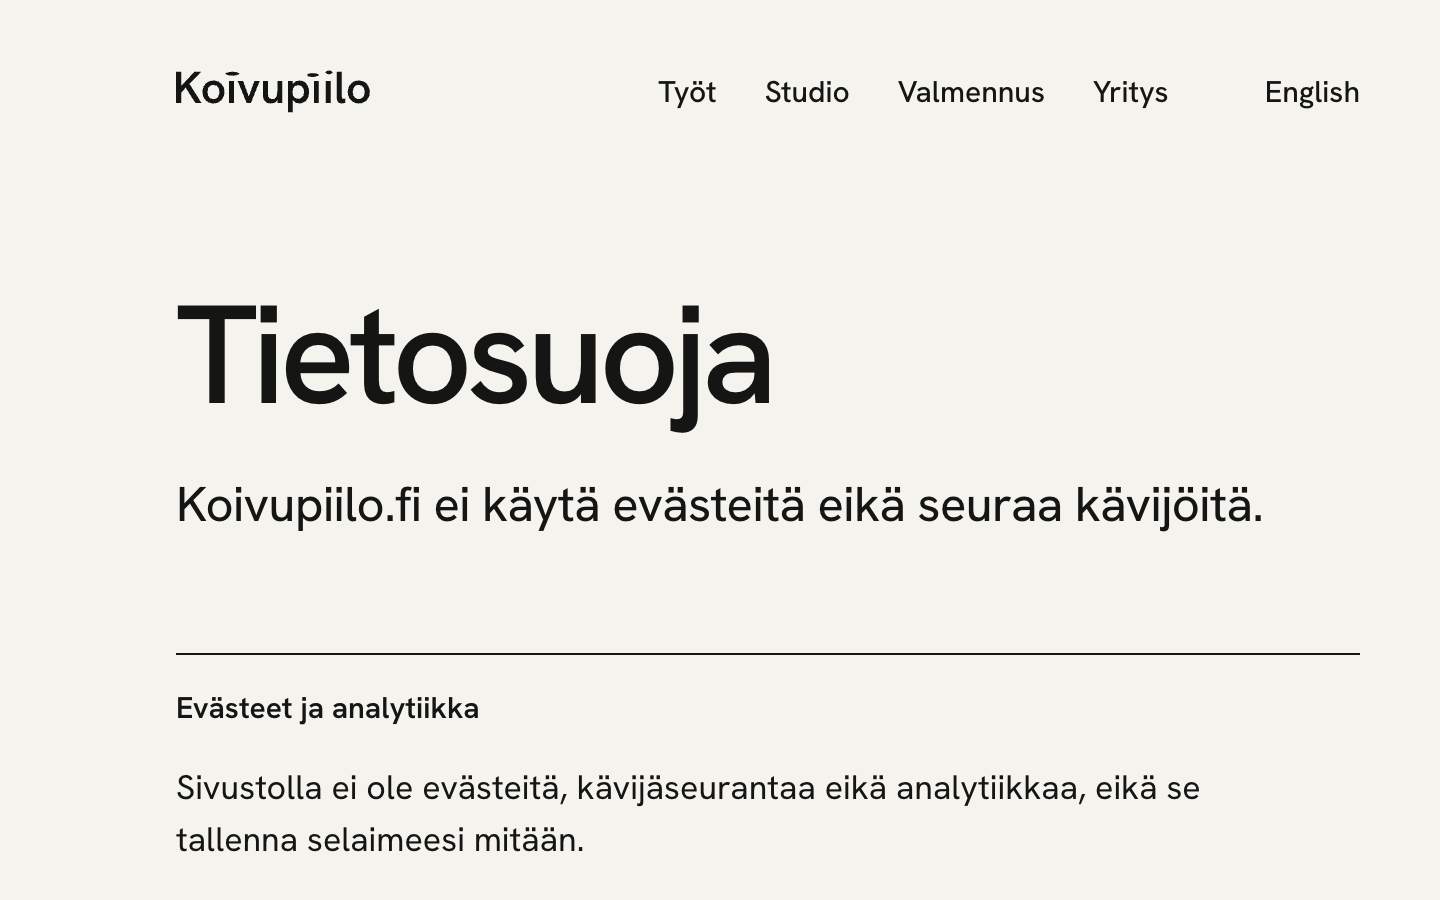 Koivupiilo
Työt Studio Valmennus Yritys English
Tietosuoja
Koivupiilo.fi ei käytä evästeitä eikä seuraa kävijöitä.
Evästeet ja analytiikka
Sivustolla ei ole evästeitä, kävijäseurantaa eikä analytiikkaa, eikä se
tallenna selaimeesi mitään.